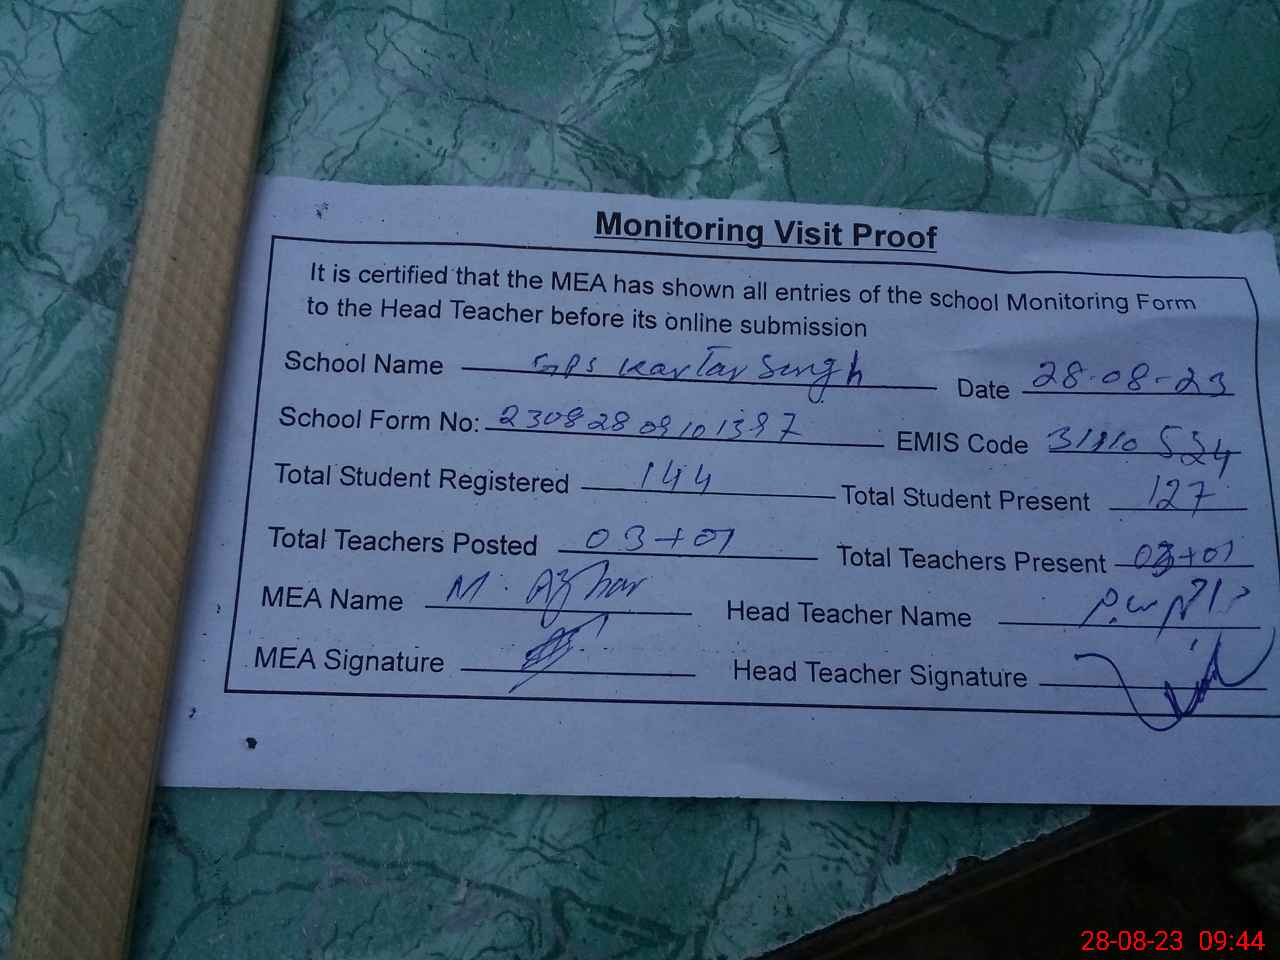 Monitoring Visit Proof
It is certified that the MEA has shown all entries of the school Monitoring Form
to the Head Teacher before its online submission
School Name GPS Kartar Singh Date 28-08-23
School Form No: 23082809101397 EMIS Code 31110534
Total Student Registered 144 Total Student Present 127
Total Teachers Posted 03+01 Total Teachers Present 03+01
MEA Name M. Azhar Head Teacher Name
MEA Signature Head Teacher Signature
28-08-23 09:44